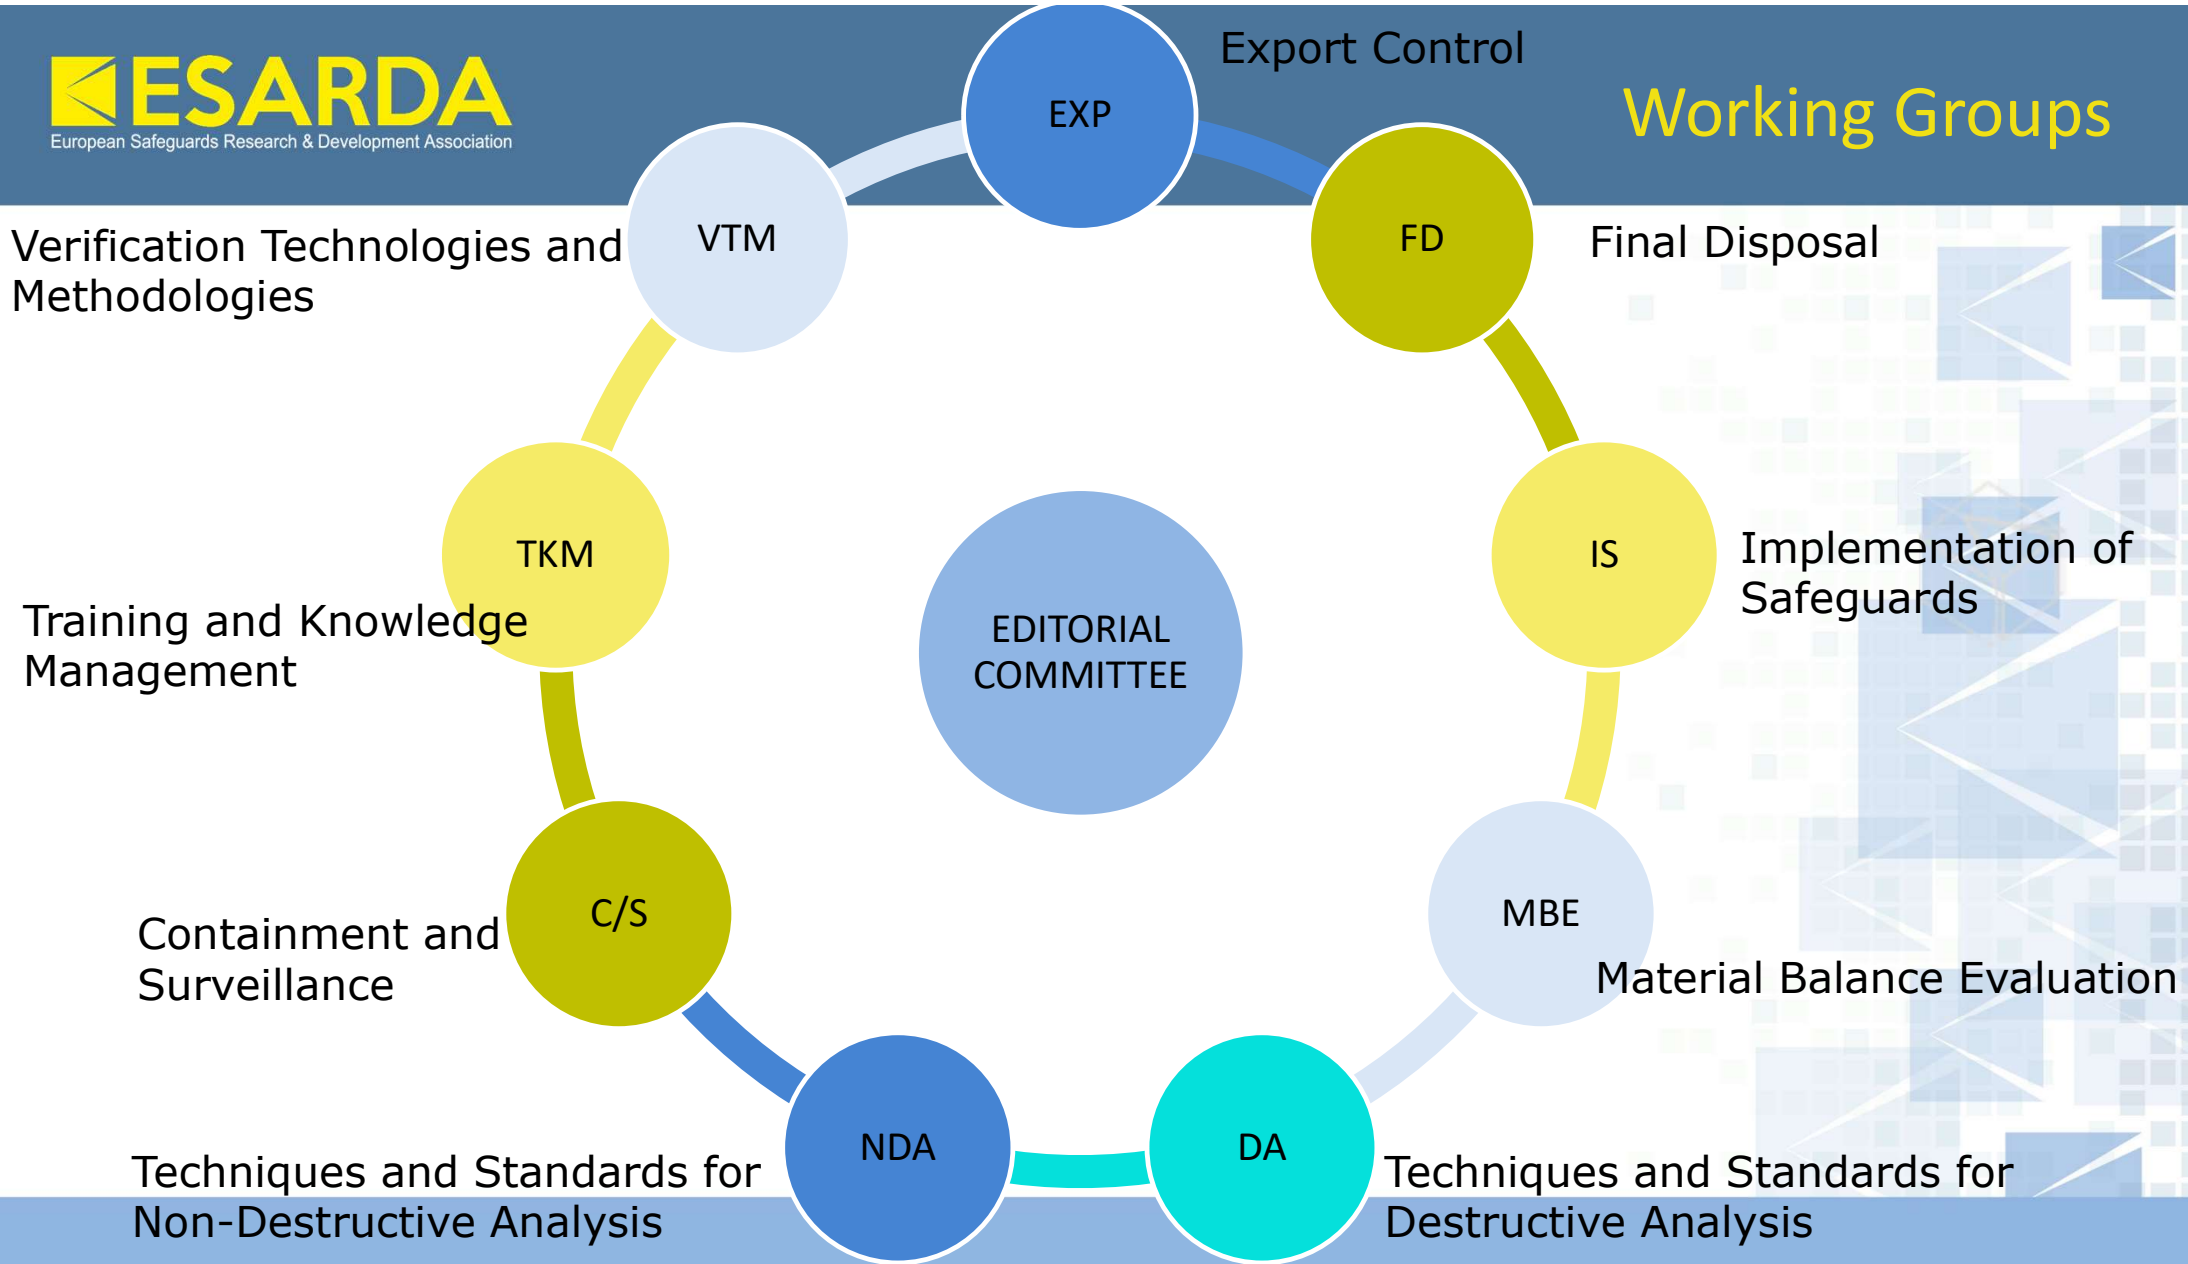 ESARDA
European Safeguards Research & Development Association
Working Groups
EXP
Export Control
FD
Final Disposal
IS
Implementation of
Safeguards
MBE
Material Balance Evaluation
DA
Techniques and Standards for
Destructive Analysis
NDA
Techniques and Standards for
Non-Destructive Analysis
C/S
Containment and
Surveillance
TKM
Training and Knowledge
Management
VTM
Verification Technologies and
Methodologies
EDITORIAL
COMMITTEE